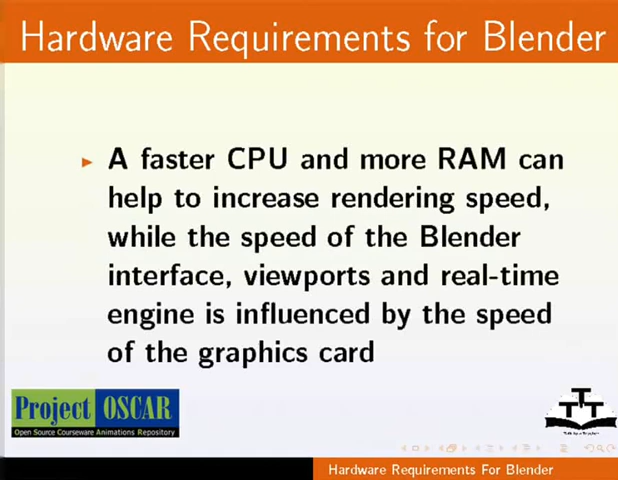 Hardware Requirements for Blender
A faster CPU and more RAM can
help to increase rendering speed,
while the speed of the Blender
interface, viewports and real-time
engine is influenced by the speed
of the graphics card
Project OSCAR
Open Source Courseware Animations Repository
TTT
Hardware Requirements For Blender